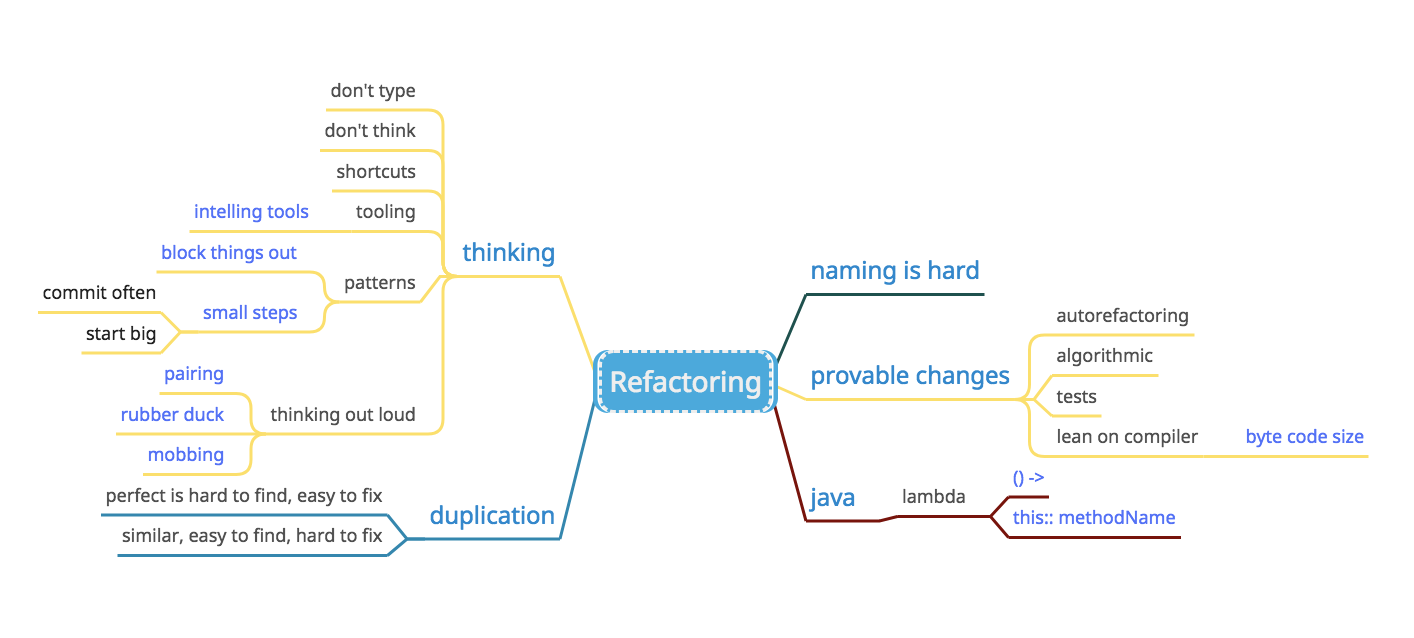 Refactoring
thinking
don't type
don't think
shortcuts
tooling
intelling tools
patterns
block things out
small steps
commit often
start big
thinking out loud
pairing
rubber duck
mobbing
duplication
perfect is hard to find, easy to fix
similar, easy to find, hard to fix
naming is hard
provable changes
autorefactoring
algorithmic
tests
lean on compiler
byte code size
java
lambda
() ->
this:: methodName